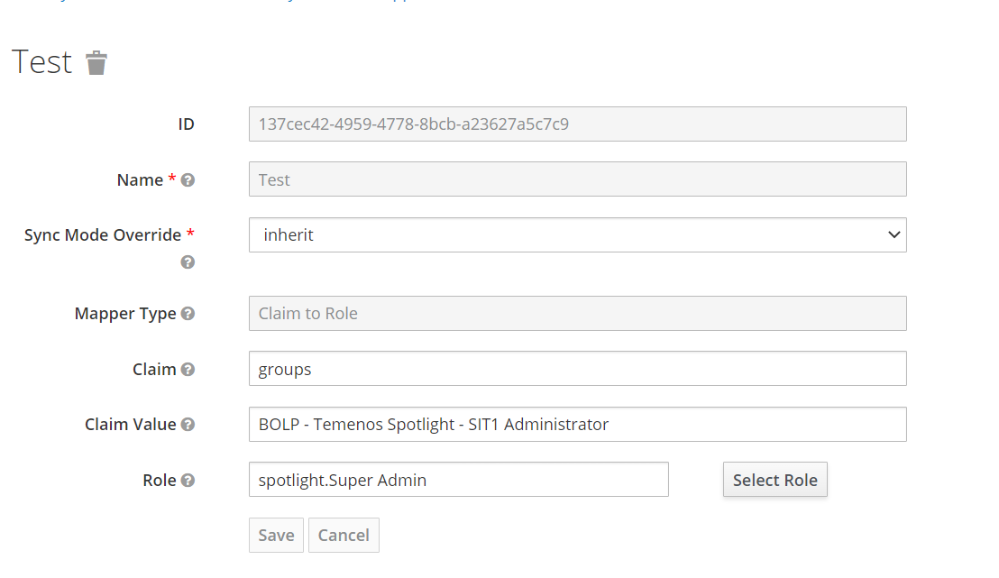 Test
ID 137cec42-4959-4778-8bcb-a23627a5c7c9
Name * Test
Sync Mode Override * inherit
Mapper Type Claim to Role
Claim groups
Claim Value BOLP - Temenos Spotlight - SIT1 Administrator
Role spotlight.Super Admin Select Role
Save Cancel